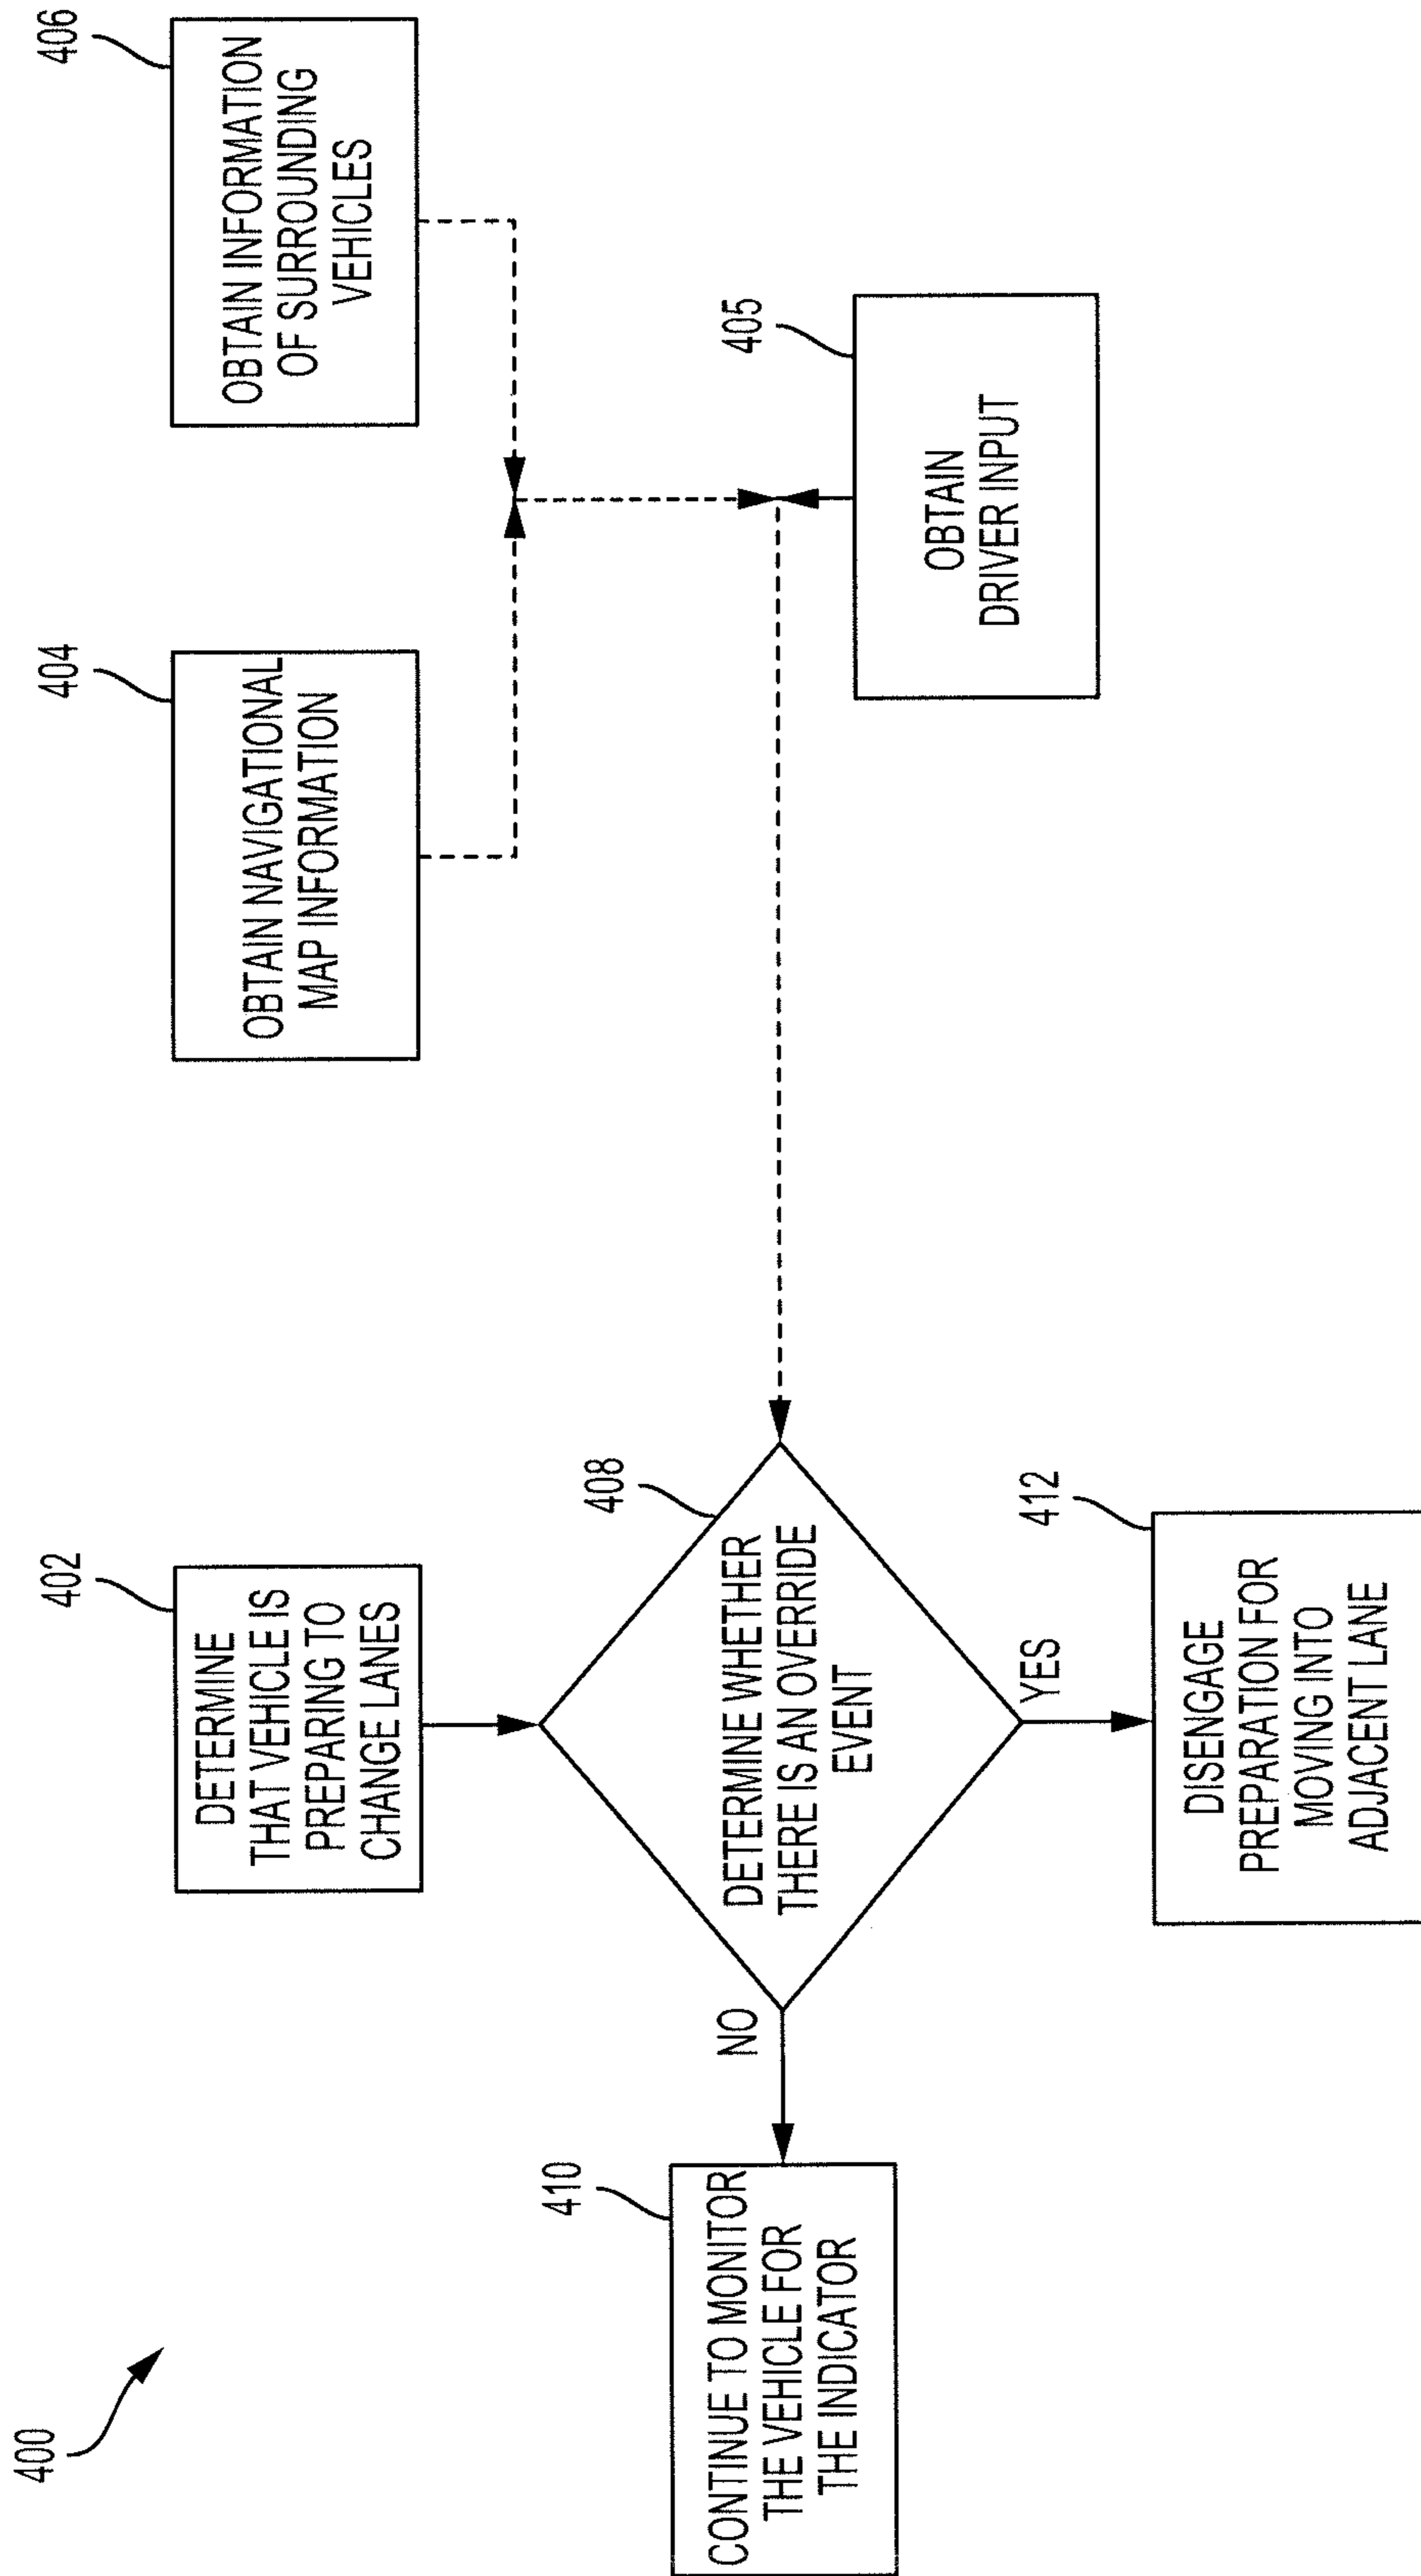 400
402
DETERMINE
THAT VEHICLE IS
PREPARING TO
CHANGE LANES
404
OBTAIN NAVIGATIONAL
MAP INFORMATION
406
OBTAIN INFORMATION
OF SURROUNDING
VEHICLES
405
OBTAIN
DRIVER INPUT
408
DETERMINE WHETHER
THERE IS AN OVERRIDE
EVENT
NO
YES
410
CONTINUE TO MONITOR
THE VEHICLE FOR
THE INDICATOR
412
DISENGAGE
PREPARATION FOR
MOVING INTO
ADJACENT LANE